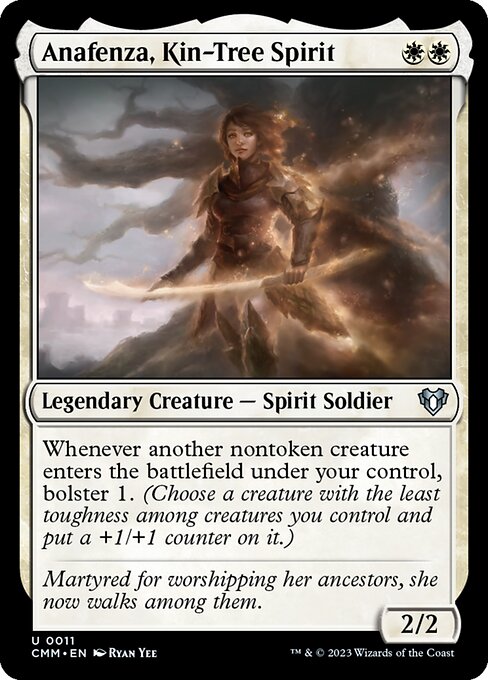 Anafenza, Kin-Tree Spirit
Legendary Creature — Spirit Soldier
Whenever another nontoken creature
enters the battlefield under your control,
bolster 1. (Choose a creature with the least
toughness among creatures you control and
put a +1/+1 counter on it.)
Martyred for worshipping her ancestors, she
now walks among them.
2/2
U 0011
CMM • EN Ryan Yee
™ & © 2023 Wizards of the Coast